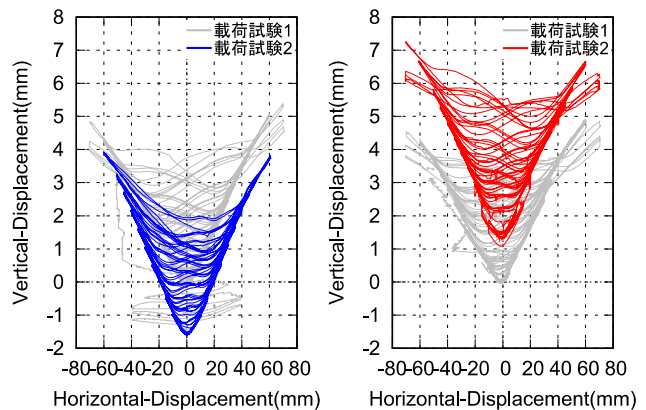 載荷試験1
載荷試験2
8
7
6
5
4
3
2
1
0
-1
-2
-80-60-40-20 0 20 40 60 80
Vertical-Displacement(mm)
Horizontal-Displacement(mm)
載荷試験1
載荷試験2
8
7
6
5
4
3
2
1
0
-1
-2
-80-60-40-20 0 20 40 60 80
Vertical-Displacement(mm)
Horizontal-Displacement(mm)